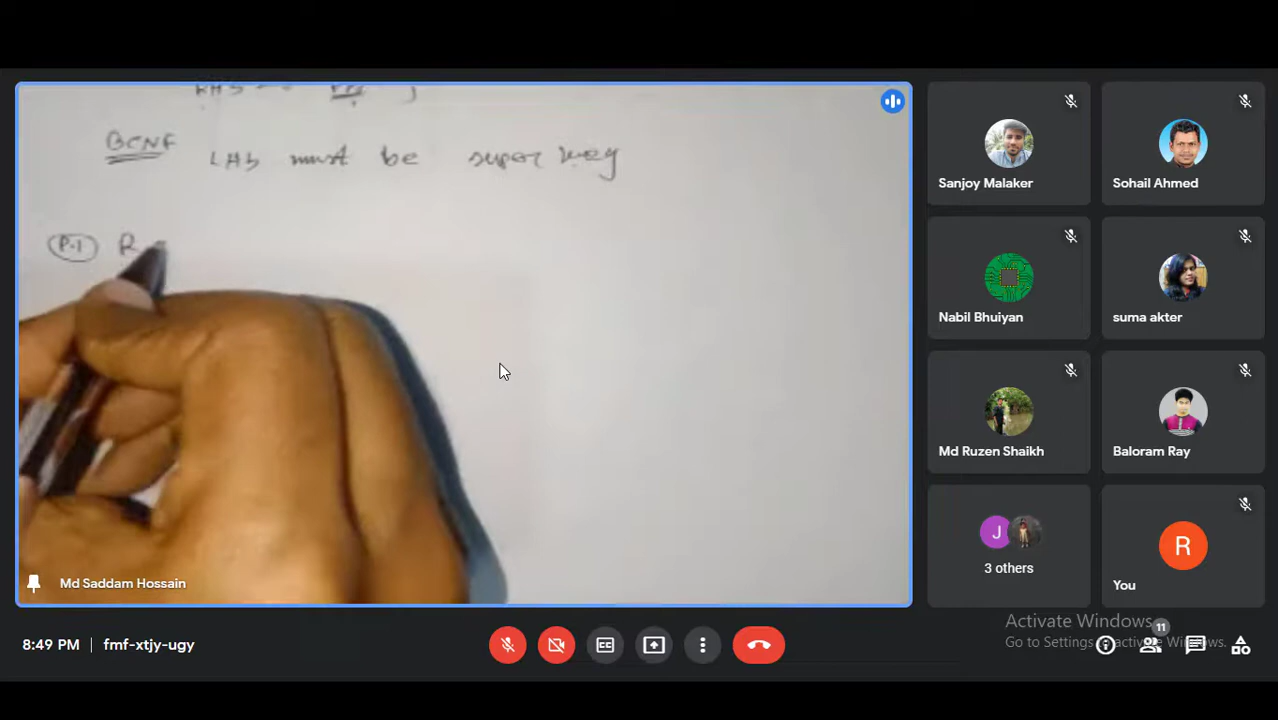 BCNF LHS must be super key
P.1 R
Md Saddam Hossain
Sanjoy Malaker
Sohail Ahmed
Nabil Bhuiyan
suma akter
Md Ruzen Shaikh
Baloram Ray
J
3 others
R
You
8:49 PM | fmf-xtjy-ugy
CC
11
Activate Windows
Go to Settings to activate Windows.